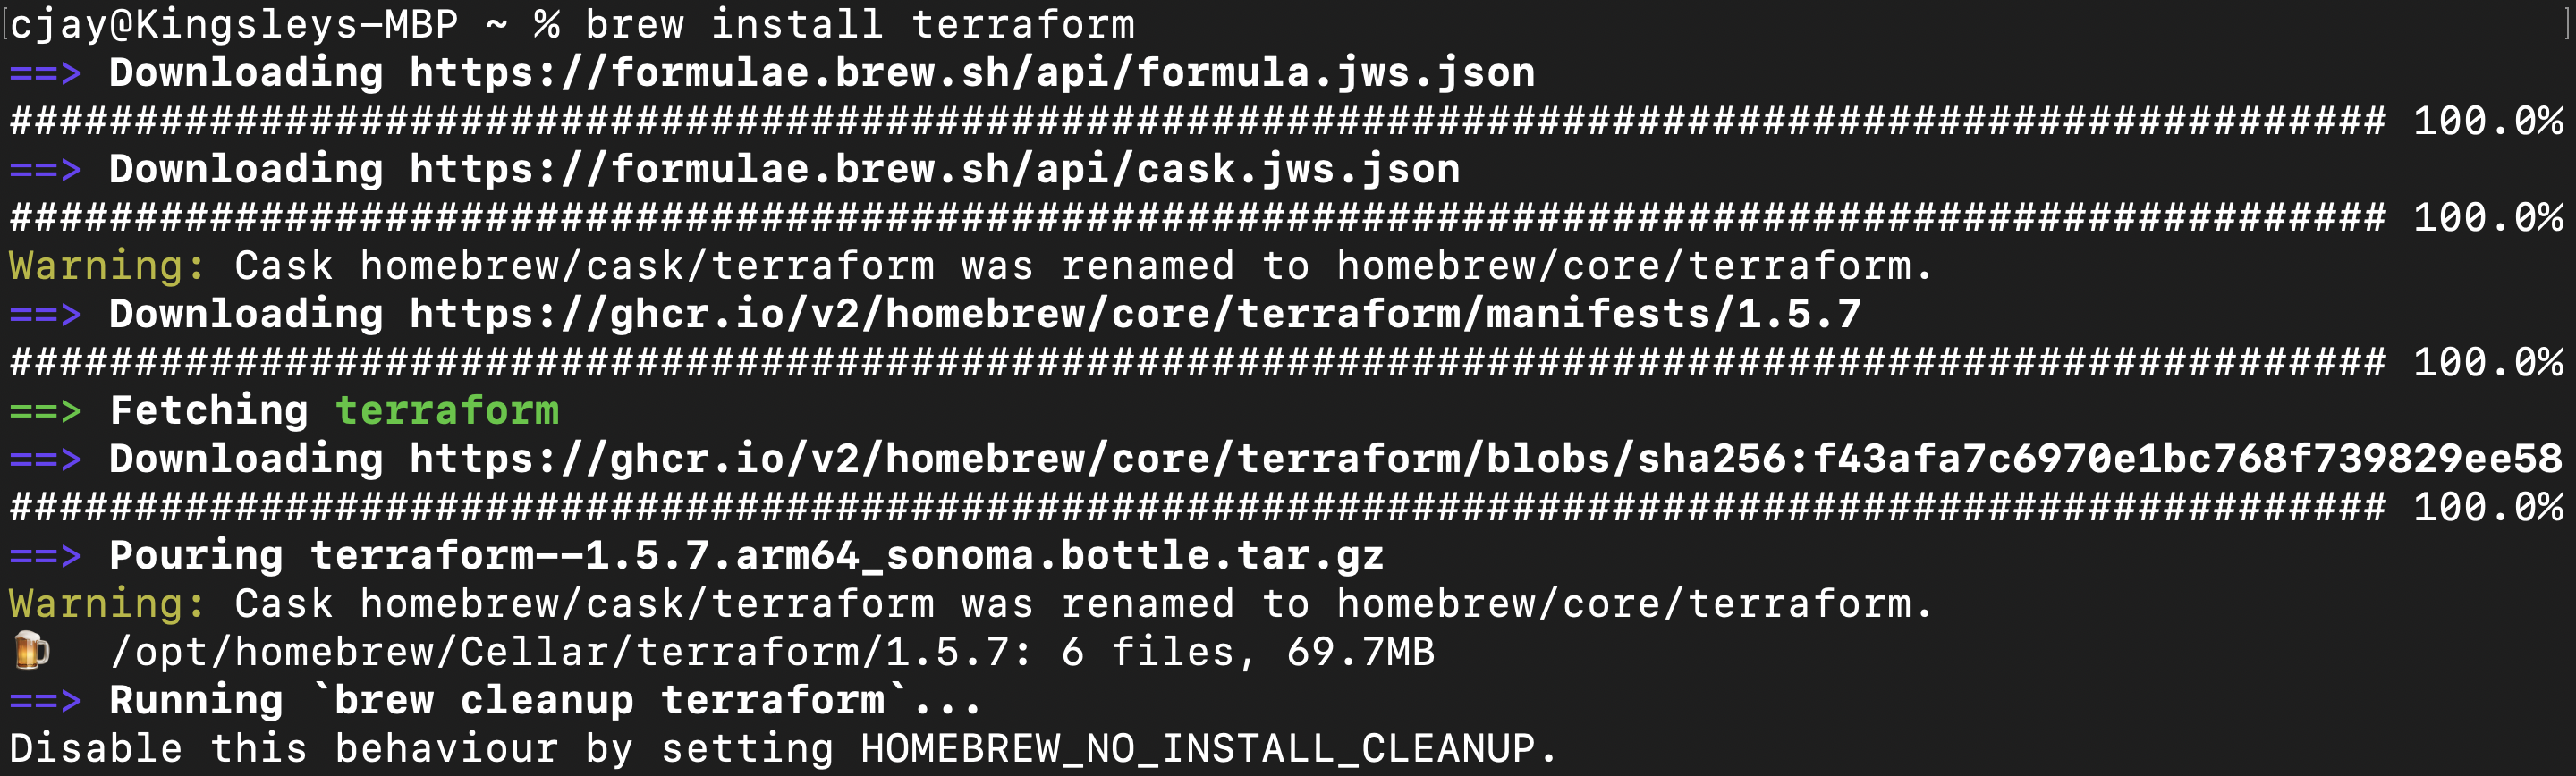 cjay@Kingsleys-MBP ~ % brew install terraform
==> Downloading https://formulae.brew.sh/api/formula.jws.json
############################################################################################### 100.0%
==> Downloading https://formulae.brew.sh/api/cask.jws.json
############################################################################################### 100.0%
Warning: Cask homebrew/cask/terraform was renamed to homebrew/core/terraform.
==> Downloading https://ghcr.io/v2/homebrew/core/terraform/manifests/1.5.7
############################################################################################### 100.0%
==> Fetching terraform
==> Downloading https://ghcr.io/v2/homebrew/core/terraform/blobs/sha256:f43afa7c6970e1bc768f739829ee58
############################################################################################### 100.0%
==> Pouring terraform--1.5.7.arm64_sonoma.bottle.tar.gz
Warning: Cask homebrew/cask/terraform was renamed to homebrew/core/terraform.
🍺  /opt/homebrew/Cellar/terraform/1.5.7: 6 files, 69.7MB
==> Running `brew cleanup terraform`...
Disable this behaviour by setting HOMEBREW_NO_INSTALL_CLEANUP.